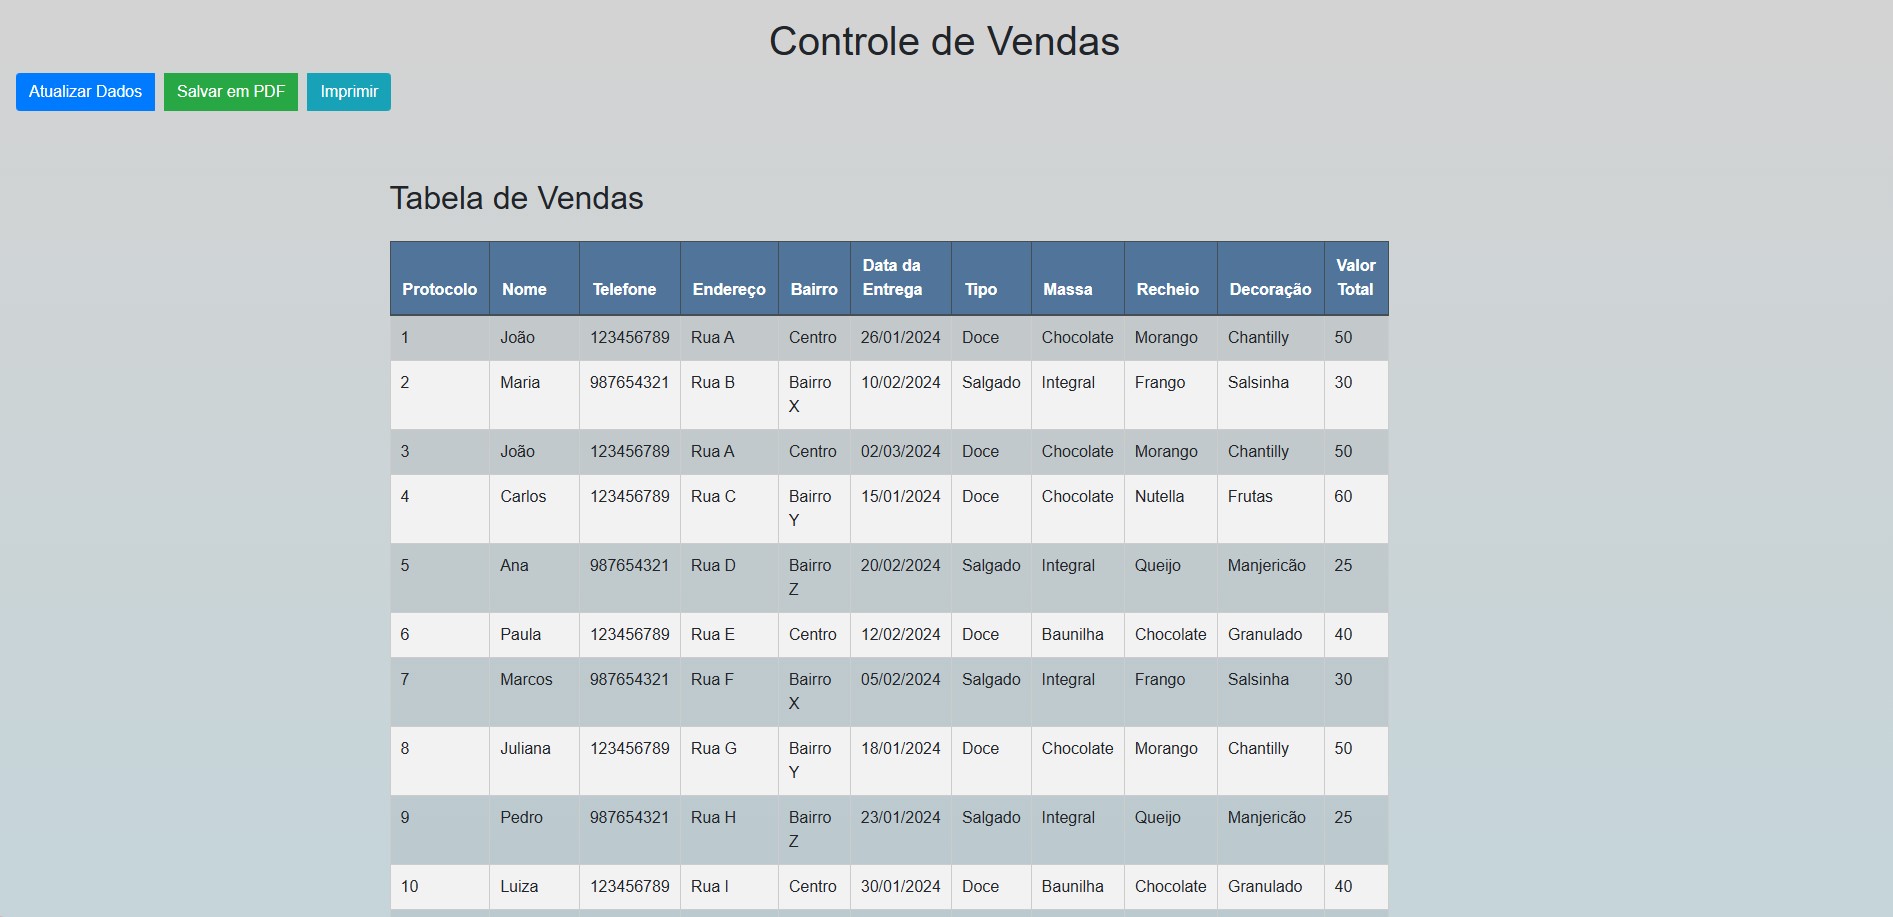 Controle de Vendas
Atualizar Dados Salvar em PDF Imprimir
Tabela de Vendas
Protocolo Nome Telefone Endereço Bairro Data da Entrega Tipo Massa Recheio Decoração Valor Total
1 João 123456789 Rua A Centro 26/01/2024 Doce Chocolate Morango Chantilly 50
2 Maria 987654321 Rua B Bairro X 10/02/2024 Salgado Integral Frango Salsinha 30
3 João 123456789 Rua A Centro 02/03/2024 Doce Chocolate Morango Chantilly 50
4 Carlos 123456789 Rua C Bairro Y 15/01/2024 Doce Chocolate Nutella Frutas 60
5 Ana 987654321 Rua D Bairro Z 20/02/2024 Salgado Integral Queijo Manjericão 25
6 Paula 123456789 Rua E Centro 12/02/2024 Doce Baunilha Chocolate Granulado 40
7 Marcos 987654321 Rua F Bairro X 05/02/2024 Salgado Integral Frango Salsinha 30
8 Juliana 123456789 Rua G Bairro Y 18/01/2024 Doce Chocolate Morango Chantilly 50
9 Pedro 987654321 Rua H Bairro Z 23/01/2024 Salgado Integral Queijo Manjericão 25
10 Luiza 123456789 Rua I Centro 30/01/2024 Doce Baunilha Chocolate Granulado 40